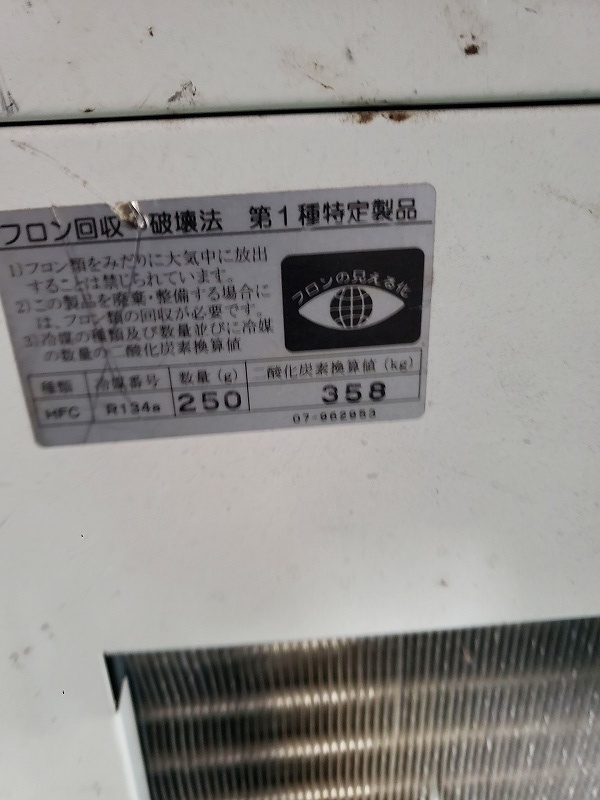 フロン回収・破壊法 第1種特定製品
1)フロン類をみだりに大気中に放出
することは禁じられています。
2)この製品を廃棄・整備する場合に
は、フロン類の回収が必要です。
3)冷媒の種類及び数量並びに冷媒
の数量の二酸化炭素換算値
フロンの見える化
種類 冷媒番号 数量(g) 二酸化炭素換算値(kg)
HFC R134a 250 358
07-962953